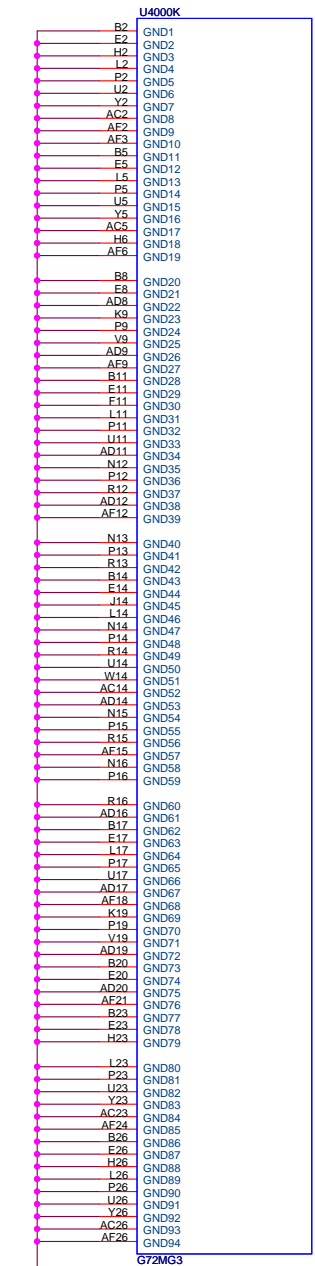 U4000K
B2 GND1
E2 GND2
H2 GND3
L2 GND4
P2 GND5
U2 GND6
Y2 GND7
AC2 GND8
AF2 GND9
AF3 GND10
B5 GND11
E5 GND12
L5 GND13
P5 GND14
U5 GND15
Y5 GND16
AC5 GND17
H6 GND18
AF6 GND19
B8 GND20
E8 GND21
AD8 GND22
K9 GND23
P9 GND24
V9 GND25
AD9 GND26
AF9 GND27
B11 GND28
E11 GND29
F11 GND30
L11 GND31
P11 GND32
U11 GND33
AD11 GND34
N12 GND35
P12 GND36
R12 GND37
AD12 GND38
AF12 GND39
N13 GND40
P13 GND41
R13 GND42
B14 GND43
E14 GND44
J14 GND45
L14 GND46
N14 GND47
P14 GND48
R14 GND49
U14 GND50
W14 GND51
AC14 GND52
AD14 GND53
N15 GND54
P15 GND55
R15 GND56
AF15 GND57
N16 GND58
P16 GND59
R16 GND60
AD16 GND61
B17 GND62
E17 GND63
L17 GND64
P17 GND65
U17 GND66
AD17 GND67
AF18 GND68
K19 GND69
P19 GND70
V19 GND71
AD19 GND72
B20 GND73
E20 GND74
AD20 GND75
AF21 GND76
B23 GND77
E23 GND78
H23 GND79
L23 GND80
P23 GND81
U23 GND82
Y23 GND83
AC23 GND84
AF24 GND85
B26 GND86
E26 GND87
H26 GND88
L26 GND89
P26 GND90
U26 GND91
Y26 GND92
AC26 GND93
AF26 GND94
G72MG3